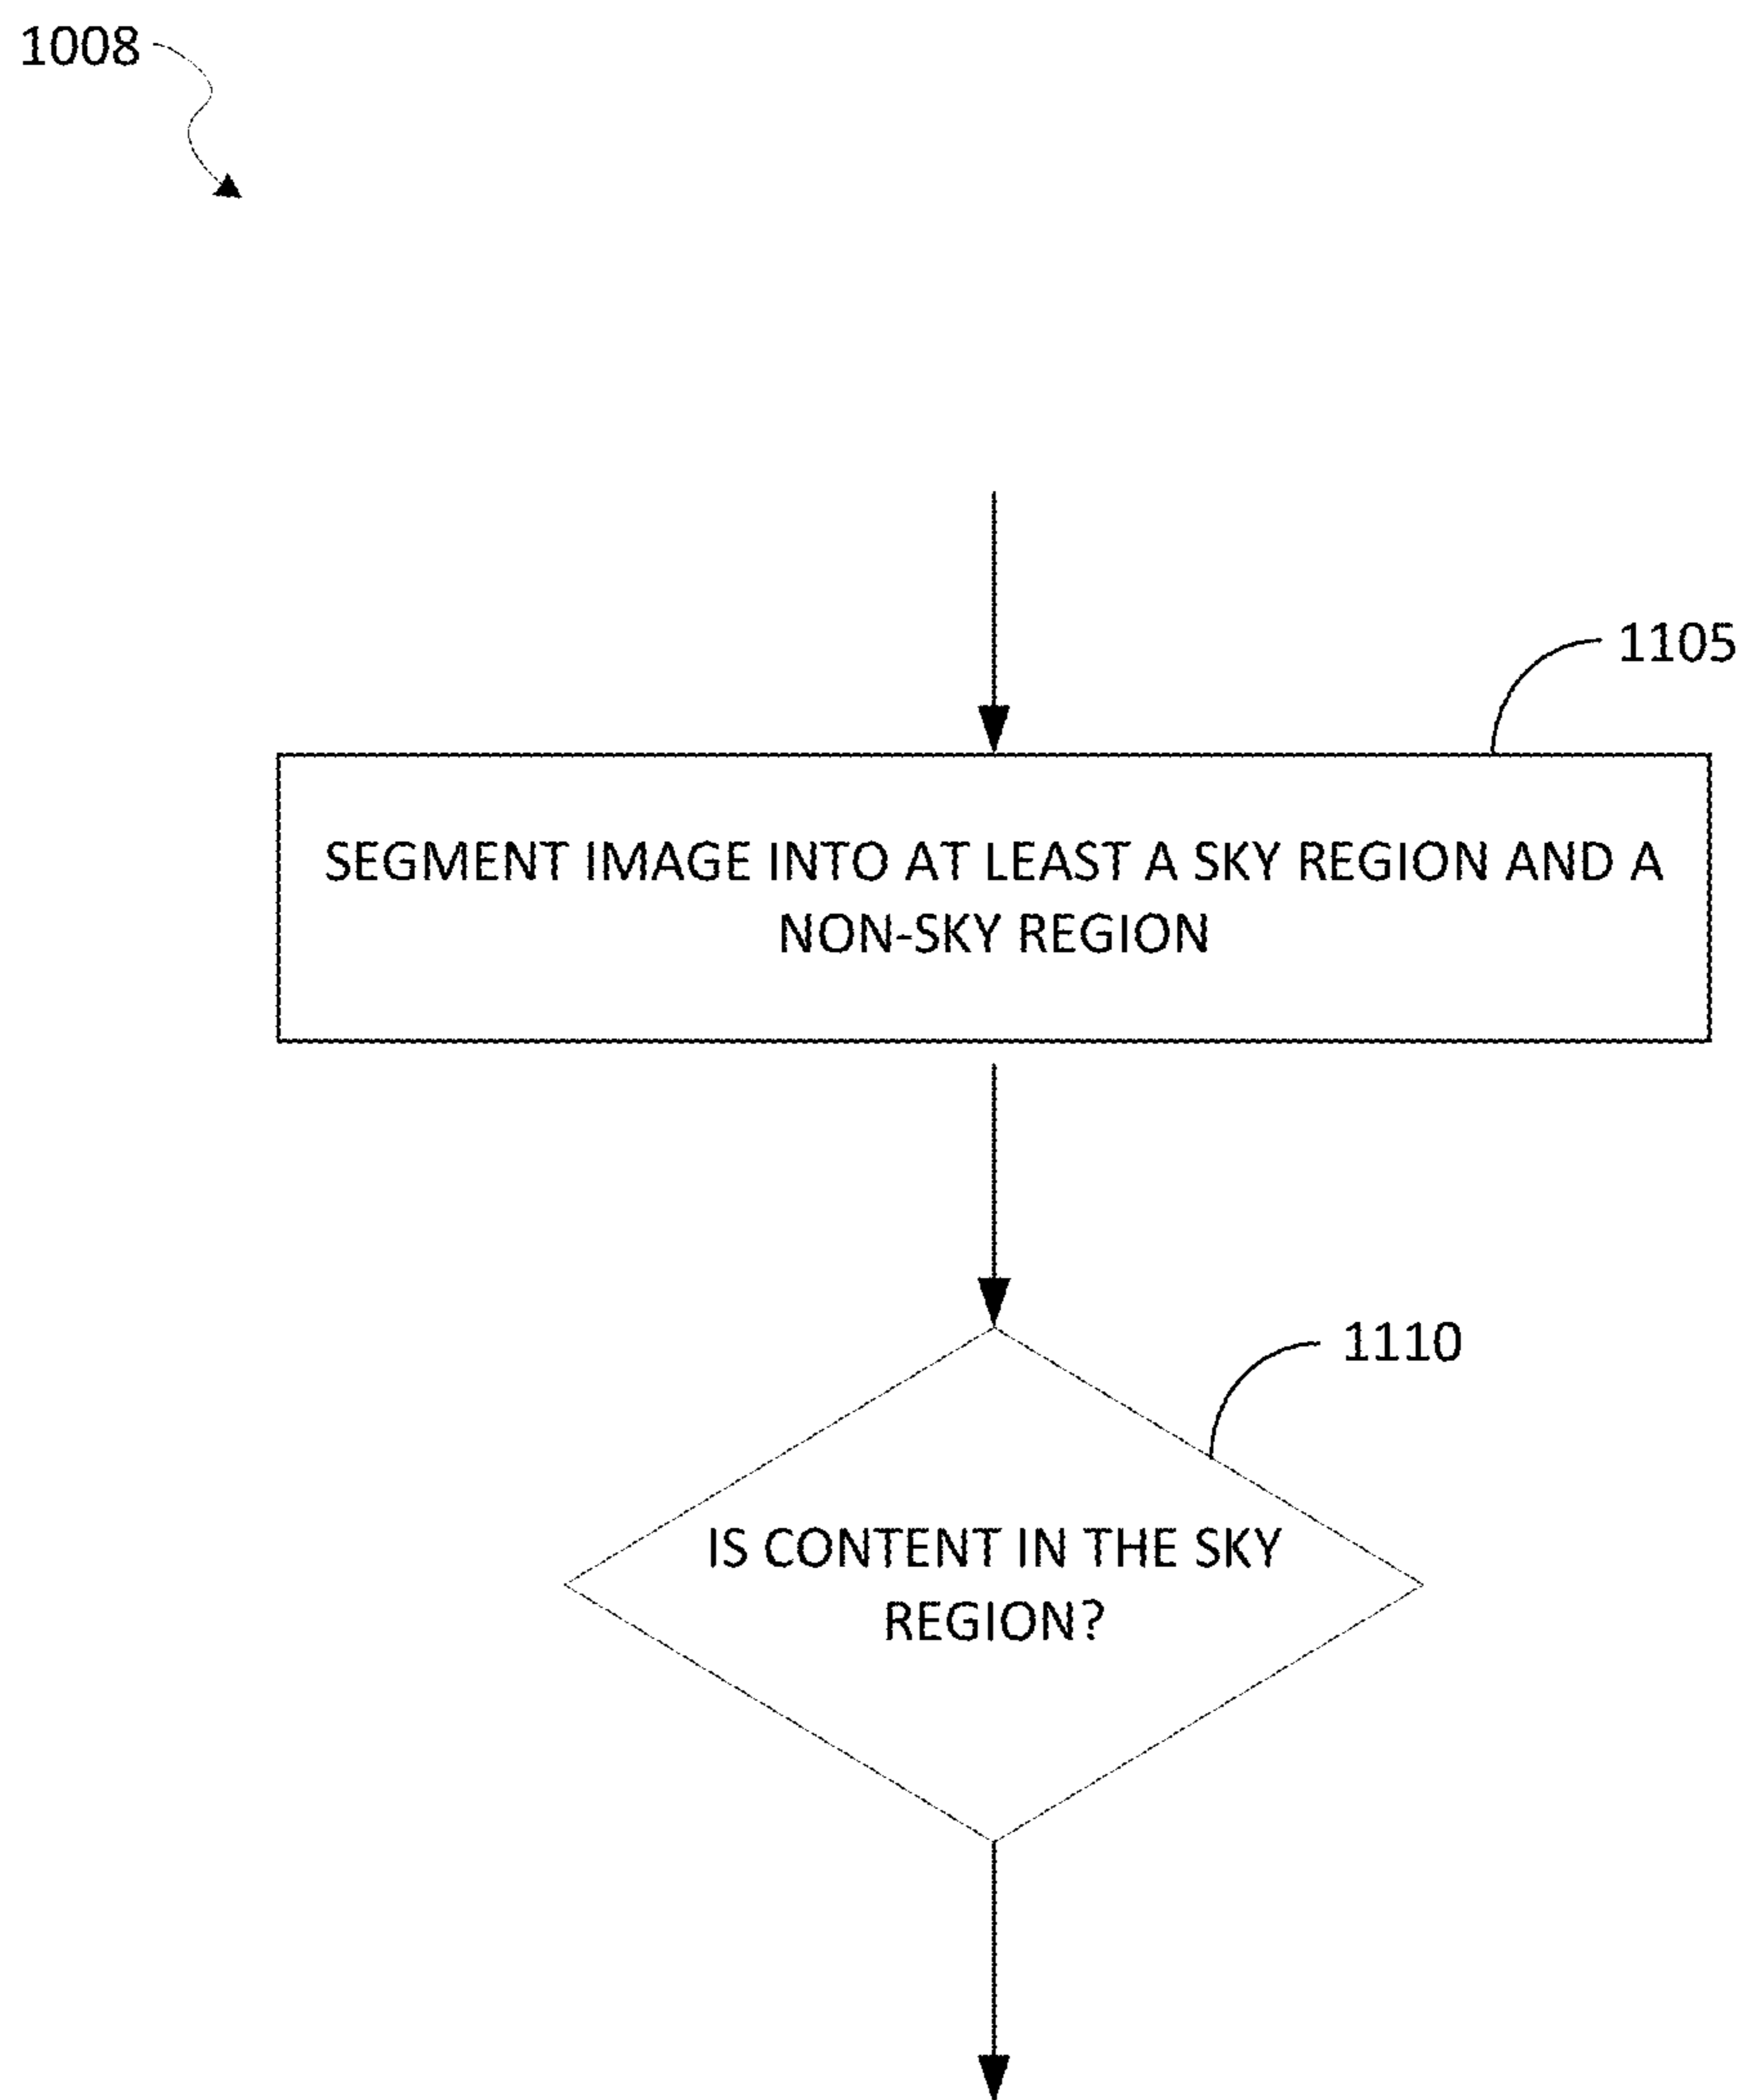 1008
1105
SEGMENT IMAGE INTO AT LEAST A SKY REGION AND A
NON-SKY REGION
1110
IS CONTENT IN THE SKY
REGION?